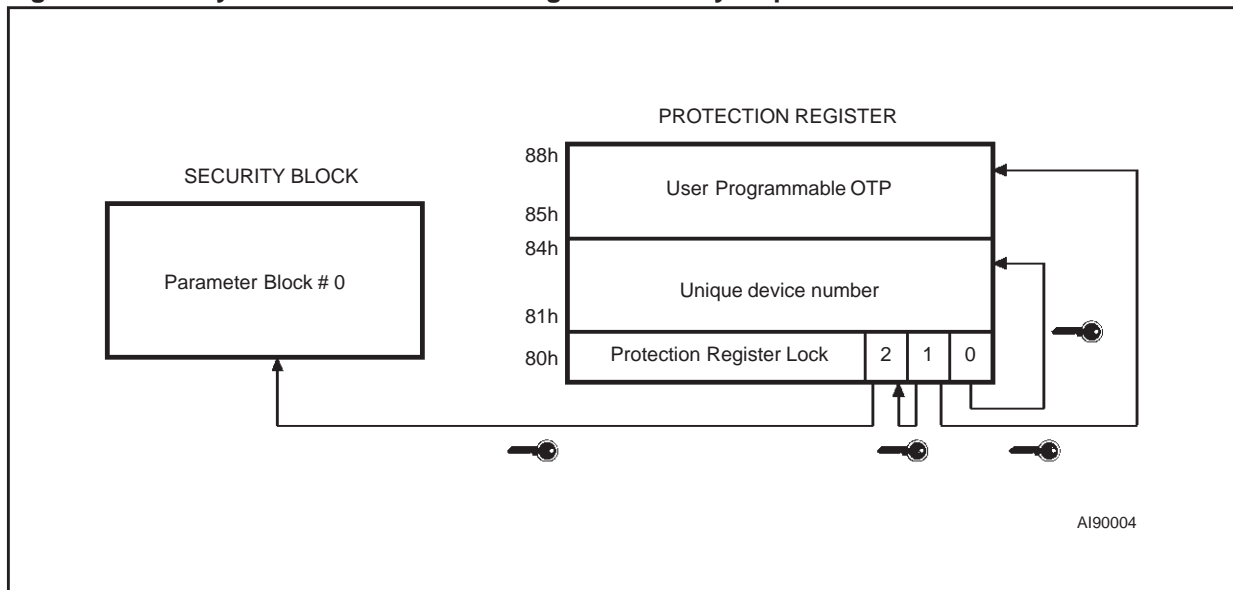 PROTECTION REGISTER
SECURITY BLOCK
88h
User Programmable OTP
85h
84h
Parameter Block # 0
Unique device number
81h
80h
Protection Register Lock
2
1
0
AI90004